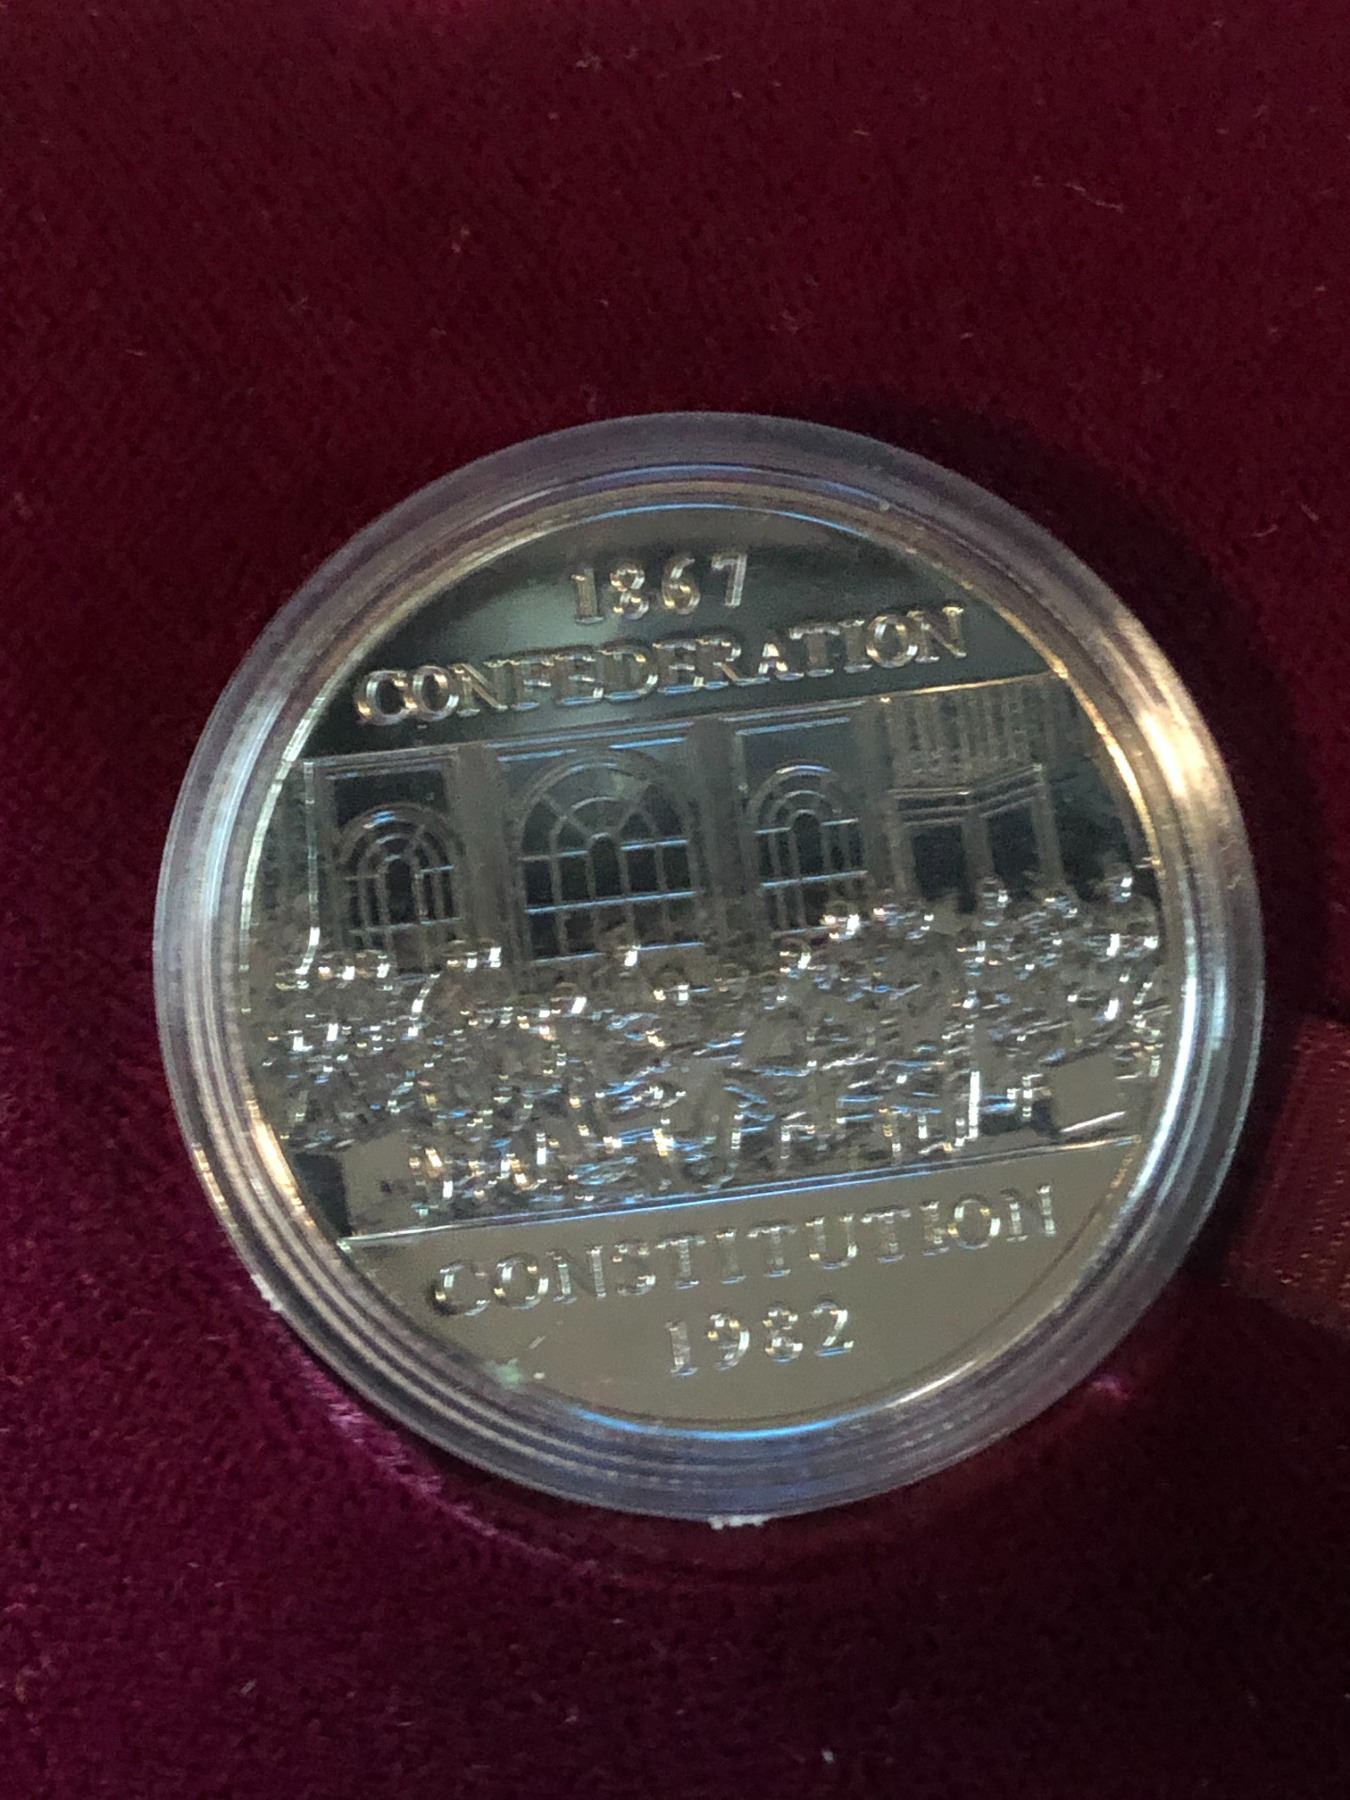 1867
CONFEDERATION
CONSTITUTION
1982